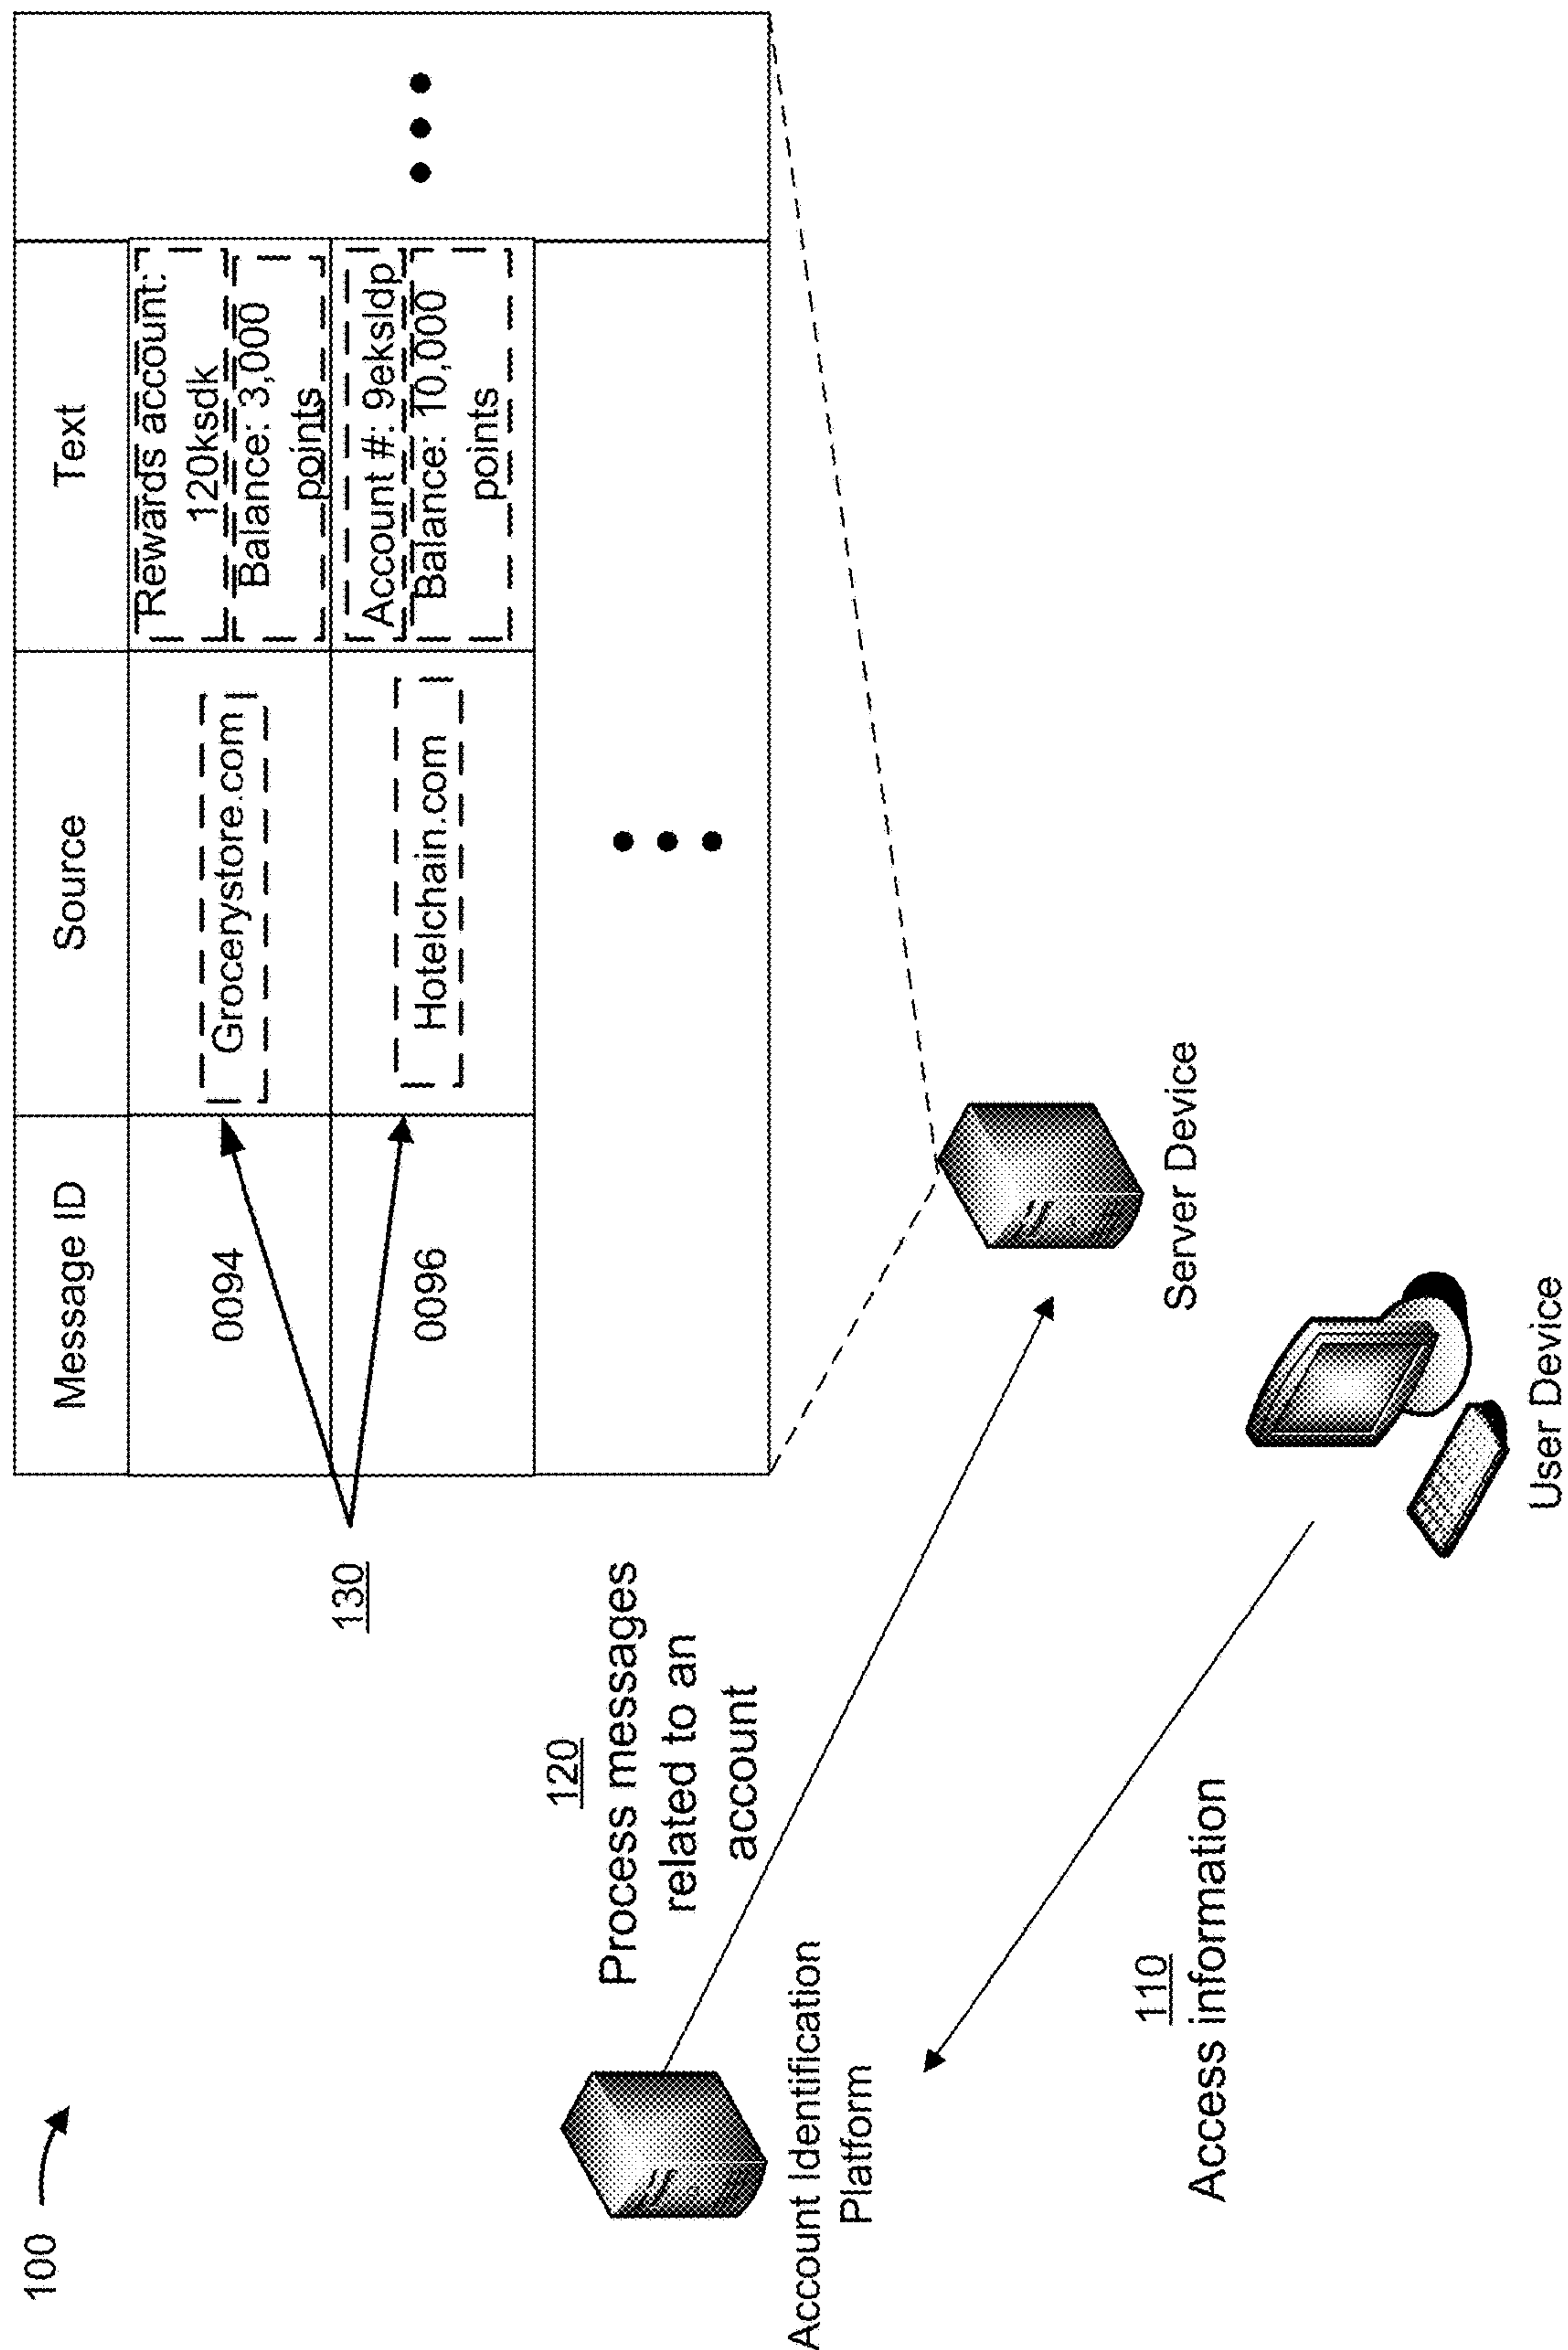 100
Message ID
Source
Text
0094
Grocerystore.com
Rewards account:
120ksdk
Balance: 3,000
points
0096
Hotelchain.com
Account #: 9eksldp
Balance: 10,000
points
130
120
Process messages
related to an
account
Account Identification
Platform
Server Device
110
Access information
User Device